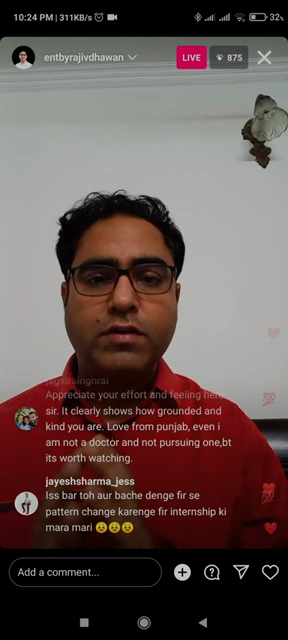 10:24 PM | 311KB/s
32%
entbyrajivdhawan
LIVE
875
jagvirsinghrai
Appreciate your effort and feeling here
sir. It clearly shows how grounded and
kind you are. Love from punjab, even i
am not a doctor and not pursuing one,bt
its worth watching.
jayeshsharma_jess
Iss bar toh aur bache denge fir se
pattern change karenge fir internship ki
mara mari 😣😣😣
Add a comment...